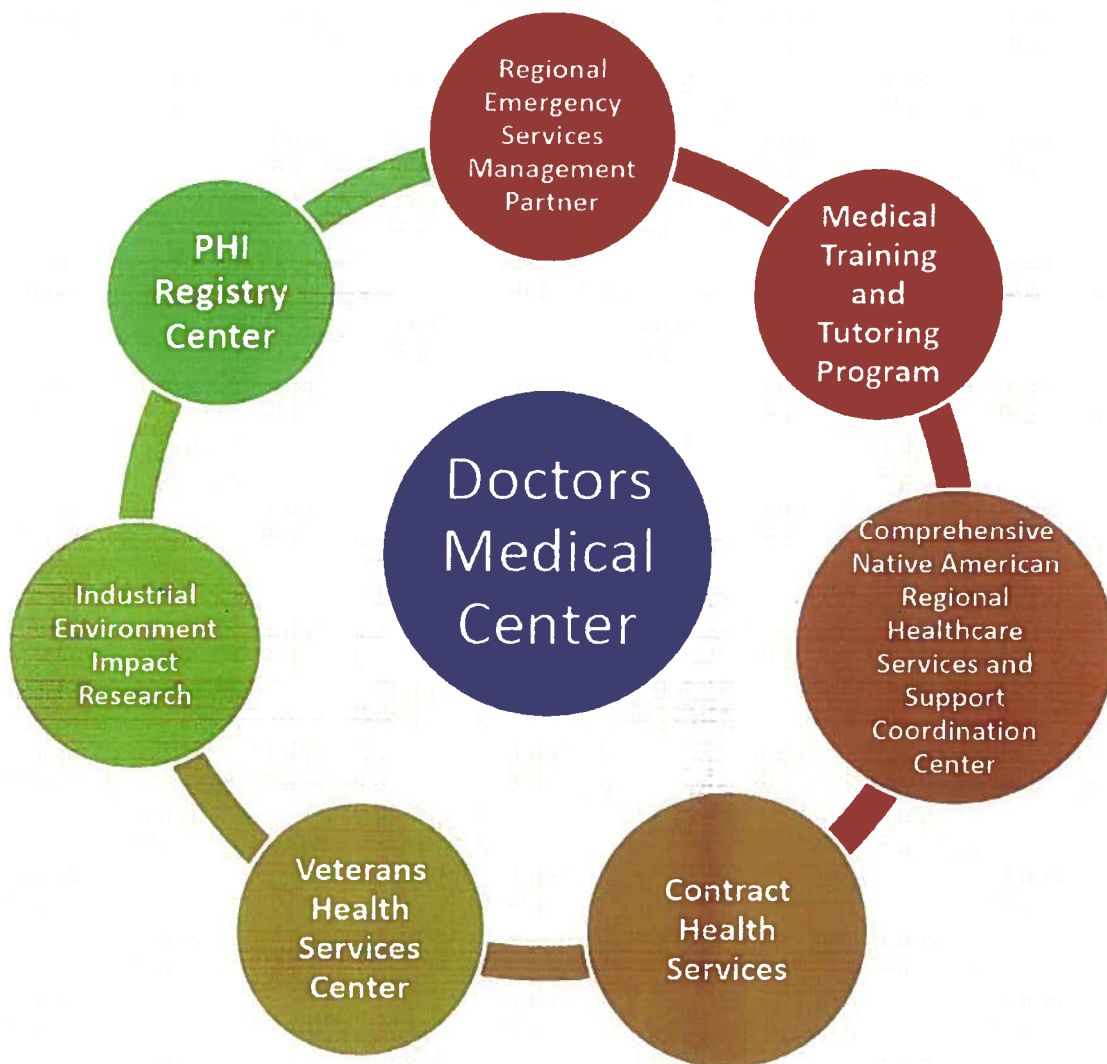 Regional
Emergency
Services
Management
Partner
Medical
Training
and
Tutoring
Program
Comprehensive
Native American
Regional
Healthcare
Services and
Support
Coordination
Center
Contract
Health
Services
Veterans
Health
Services
Center
Industrial
Environment
Impact
Research
PHI
Registry
Center
Doctors
Medical
Center